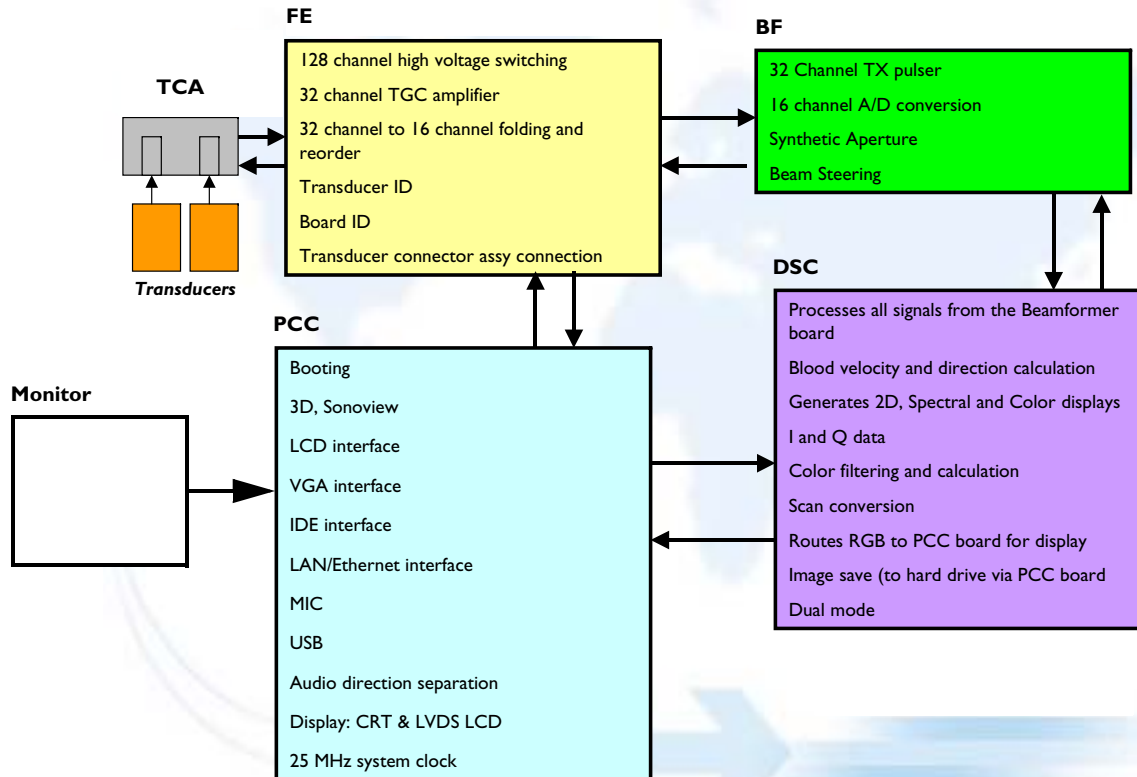 FE
128 channel high voltage switching
32 channel TGC amplifier
32 channel to 16 channel folding and
reorder
Transducer ID
Board ID
Transducer connector assy connection
BF
32 Channel TX pulser
16 channel A/D conversion
Synthetic Aperture
Beam Steering
TCA
Transducers
DSC
Processes all signals from the Beamformer
board
Blood velocity and direction calculation
Generates 2D, Spectral and Color displays
I and Q data
Color filtering and calculation
Scan conversion
Routes RGB to PCC board for display
Image save (to hard drive via PCC board
Dual mode
PCC
Booting
3D, Sonoview
LCD interface
VGA interface
IDE interface
LAN/Ethernet interface
MIC
USB
Audio direction separation
Display: CRT & LVDS LCD
25 MHz system clock
Monitor